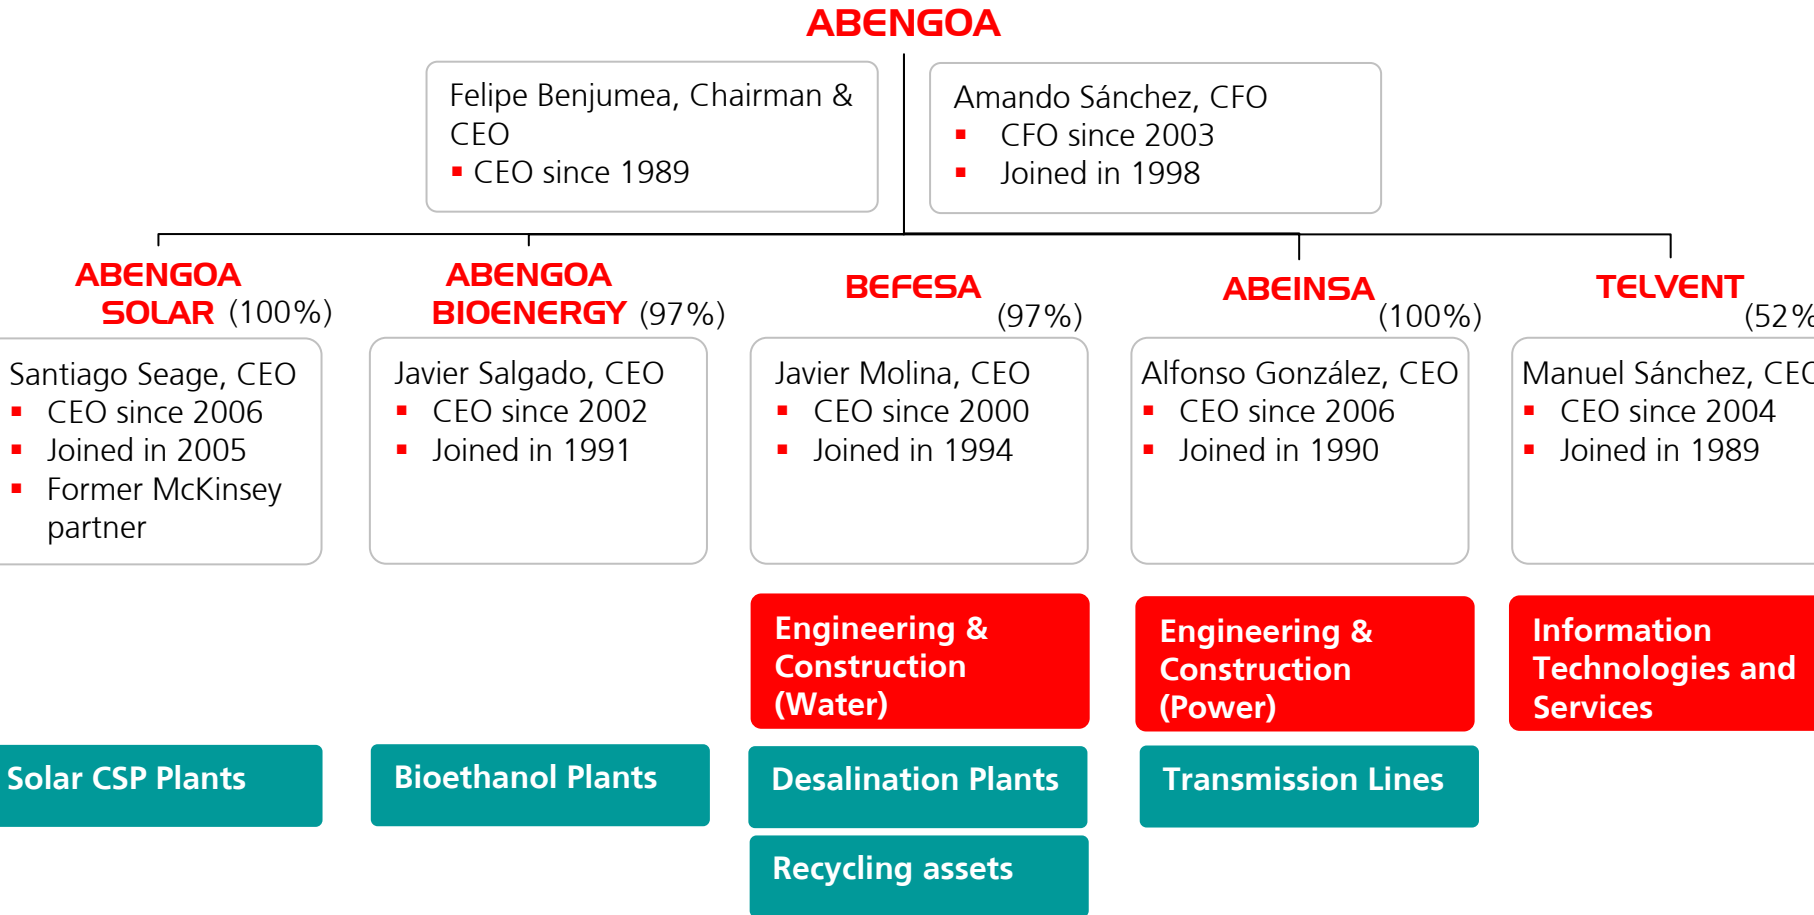 ABENGOA
Felipe Benjumea, Chairman &
CEO
▪ CEO since 1989
Amando Sánchez, CFO
▪ CFO since 2003
▪ Joined in 1998
ABENGOA
SOLAR (100%)
ABENGOA
BIOENERGY (97%)
BEFESA
(97%)
ABEINSA
(100%)
TELVENT
(52%
Santiago Seage, CEO
▪ CEO since 2006
▪ Joined in 2005
▪ Former McKinsey
partner
Javier Salgado, CEO
▪ CEO since 2002
▪ Joined in 1991
Javier Molina, CEO
▪ CEO since 2000
▪ Joined in 1994
Alfonso González, CEO
▪ CEO since 2006
▪ Joined in 1990
Manuel Sánchez, CEO
▪ CEO since 2004
▪ Joined in 1989
Engineering &
Construction
(Water)
Engineering &
Construction
(Power)
Information
Technologies and
Services
Solar CSP Plants
Bioethanol Plants
Desalination Plants
Transmission Lines
Recycling assets